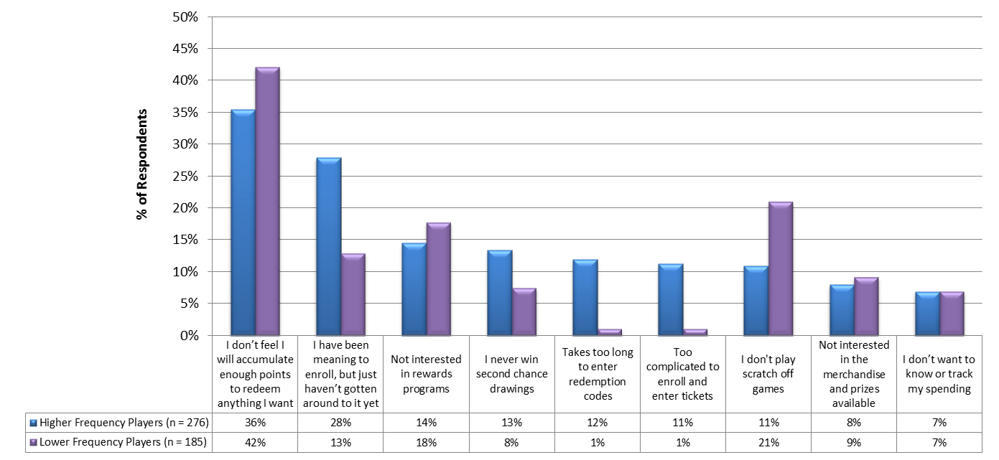 50%
45%
40%
35%
30%
25%
20%
15%
10%
5%
0%
% of Respondents
I don’t feel I
will accumulate
enough points
to redeem
anything I want
I have been
meaning to
enroll, but just
haven’t gotten
around to it yet
Not interested
in rewards
programs
I never win
second chance
drawings
Takes too long
to enter
redemption
codes
Too
complicated to
enroll and
enter tickets
I don't play
scratch off
games
Not interested
in the
merchandise
and prizes
available
I don’t want to
know or track
my spending
Higher Frequency Players (n = 276) 36% 28% 14% 13% 12% 11% 11% 8% 7%
Lower Frequency Players (n = 185) 42% 13% 18% 8% 1% 1% 21% 9% 7%